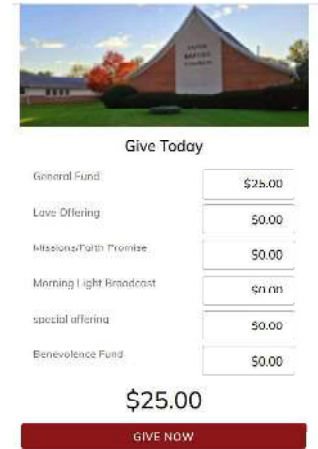 BAPTIST
Give Today
General Fund
$25.00
Love Offering
$0.00
Missions/Faith Promise
$0.00
Morning Light Broadcast
$0.00
special offering
$0.00
Benevolence Fund
$0.00
$25.00
GIVE NOW